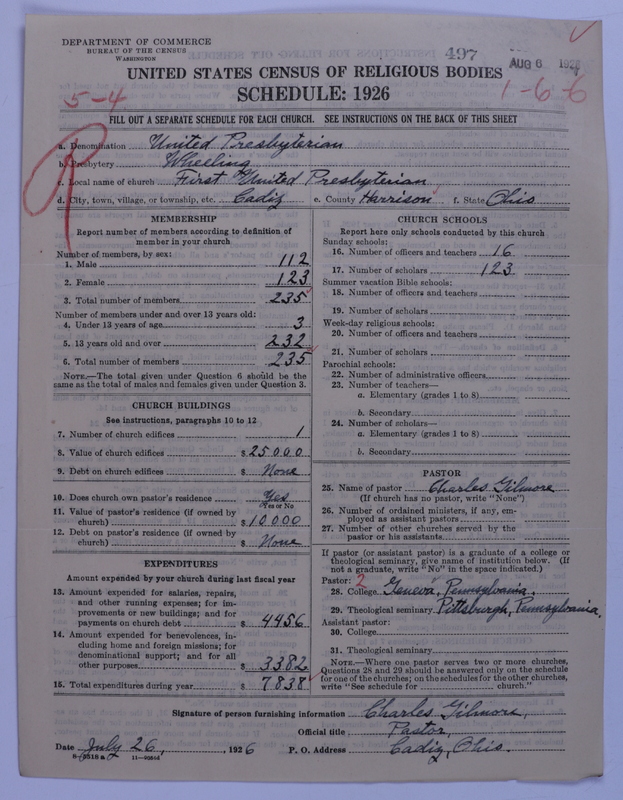 DEPARTMENT OF COMMERCE
BUREAU OF THE CENSUS
WASHINGTON
497
AUG 6 192
UNITED STATES CENSUS OF RELIGIOUS BODIES
SCHEDULE: 1926
5-4
1-6-6
FILL OUT A SEPARATE SCHEDULE FOR EACH CHURCH. SEE INSTRUCTIONS ON THE BACK OF THIS SHEET
R
a. Denomination United Presbyterian
b. Presbytery Wheeling
c. Local name of church First United Presbyterian
d. City, town, village, or township, etc. Cadiz e. County Harrison f. State Ohio
MEMBERSHIP
Report number of members according to definition of
member in your church
Number of members, by sex:
1. Male 112
2. Female 123
3. Total number of members 235
Number of members under and over 13 years old:
4. Under 13 years of age 3
5. 13 years old and over 232
6. Total number of members 235
NOTE.—The total given under Question 6 should be the
same as the total of males and females given under Question 3.
CHURCH BUILDINGS
See instructions, paragraphs 10 to 12
7. Number of church edifices 1
8. Value of church edifices $ 25000
9. Debt on church edifices $ None
10. Does church own pastor's residence Yes
Yes or No
11. Value of pastor's residence (if owned by
church) $ 10000
12. Debt on pastor's residence (if owned by
church) $ None
EXPENDITURES
Amount expended by your church during last fiscal year
13. Amount expended for salaries, repairs,
and other running expenses; for im-
provements or new buildings; and for
payments on church debt $ 4456
14. Amount expended for benevolences, in-
cluding home and foreign missions; for
denominational support; and for all
other purposes $ 3382
15. Total expenditures during year $ 7838
CHURCH SCHOOLS
Report here only schools conducted by this church
Sunday schools:
16. Number of officers and teachers 16
17. Number of scholars 123
Summer vacation Bible schools:
18. Number of officers and teachers
19. Number of scholars
Week-day religious schools:
20. Number of officers and teachers
21. Number of scholars
Parochial schools:
22. Number of administrative officers
23. Number of teachers—
a. Elementary (grades 1 to 8)
b. Secondary
24. Number of scholars—
a. Elementary (grades 1 to 8)
b. Secondary
PASTOR
25. Name of pastor Charles Gilmore
(If church has no pastor, write "None")
26. Number of ordained ministers, if any, em-
ployed as assistant pastors
27. Number of other churches served by the
pastor or his assistants
If pastor (or assistant pastor) is a graduate of a college or
theological seminary, give name of institution below. (If
not a graduate, write "No" in the space indicated.)
Pastor: 2
28. College Geneva, Pennsylvania,
29. Theological seminary Pittsburgh, Pennsylvania,
Assistant pastor:
30. College
31. Theological seminary
NOTE.—Where one pastor serves two or more churches,
Questions 28 and 29 should be answered only on the schedule
for one of the churches; on the schedules for the other churches,
write "See schedule for church."
Signature of person furnishing information Charles Gilmore,
Official title Pastor,
Date July 26, 1926 P. O. Address Cadiz, Ohio.